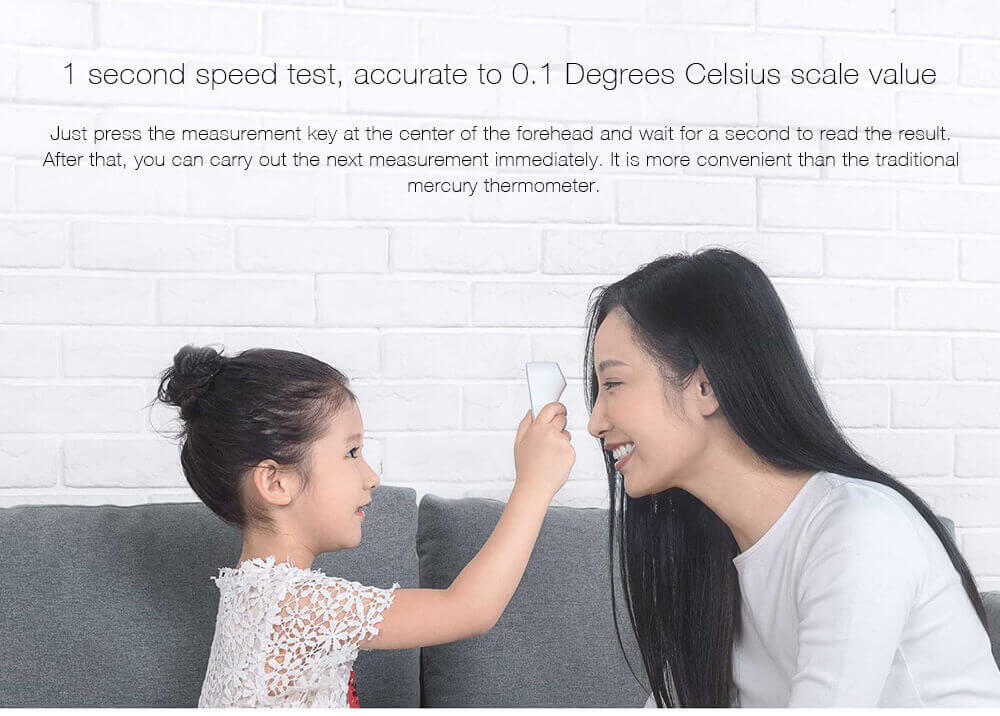 1 second speed test, accurate to 0.1 Degrees Celsius scale value
Just press the measurement key at the center of the forehead and wait for a second to read the result.
After that, you can carry out the next measurement immediately. It is more convenient than the traditional
mercury thermometer.